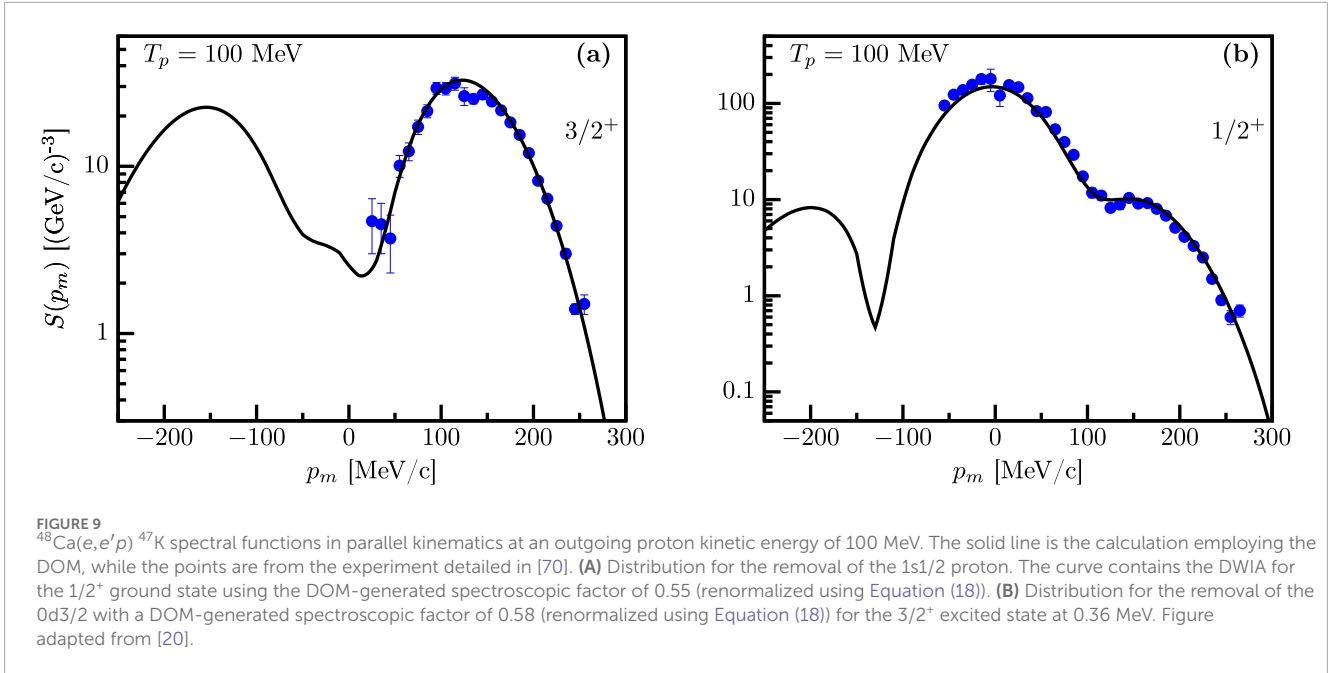 T_p = 100 MeV
(a)
3/2⁺
S(p_m) [(GeV/c)⁻³]
10
1
−200 −100 0 100 200 300
p_m [MeV/c]
T_p = 100 MeV
(b)
1/2⁺
100
10
1
0.1
−200 −100 0 100 200 300
p_m [MeV/c]
FIGURE 9
⁴⁸Ca(e,e′p) ⁴⁷K spectral functions in parallel kinematics at an outgoing proton kinetic energy of 100 MeV. The solid line is the calculation employing the
DOM, while the points are from the experiment detailed in [70]. (A) Distribution for the removal of the 1s1/2 proton. The curve contains the DWIA for
the 1/2⁺ ground state using the DOM-generated spectroscopic factor of 0.55 (renormalized using Equation (18)). (B) Distribution for the removal of the
0d3/2 with a DOM-generated spectroscopic factor of 0.58 (renormalized using Equation (18)) for the 3/2⁺ excited state at 0.36 MeV. Figure
adapted from [20].